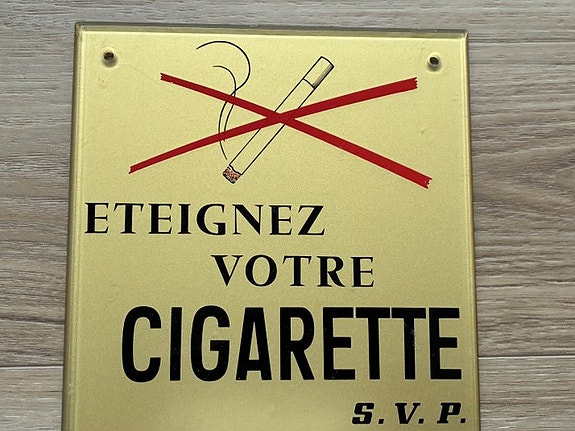 ETEIGNEZ
VOTRE
CIGARETTE
S.V.P.